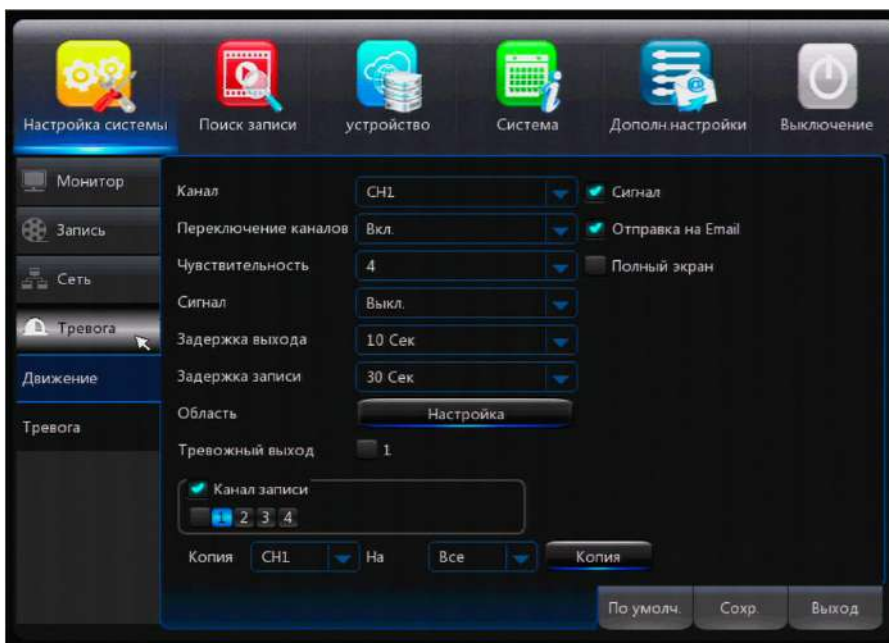 Настройка системы Поиск записи устройство Система Дополн.настройки Выключение
Монитор
Запись
Сеть
Тревога
Движение
Тревога
Канал CH1 Сигнал
Переключение каналов Вкл. Отправка на Email
Чувствительность 4 Полный экран
Сигнал Выкл.
Задержка выхода 10 Сек
Задержка записи 30 Сек
Область Настройка
Тревожный выход 1
Канал записи
1 2 3 4
Копия CH1 На Все Копия
По умолч. Сохр. Выход